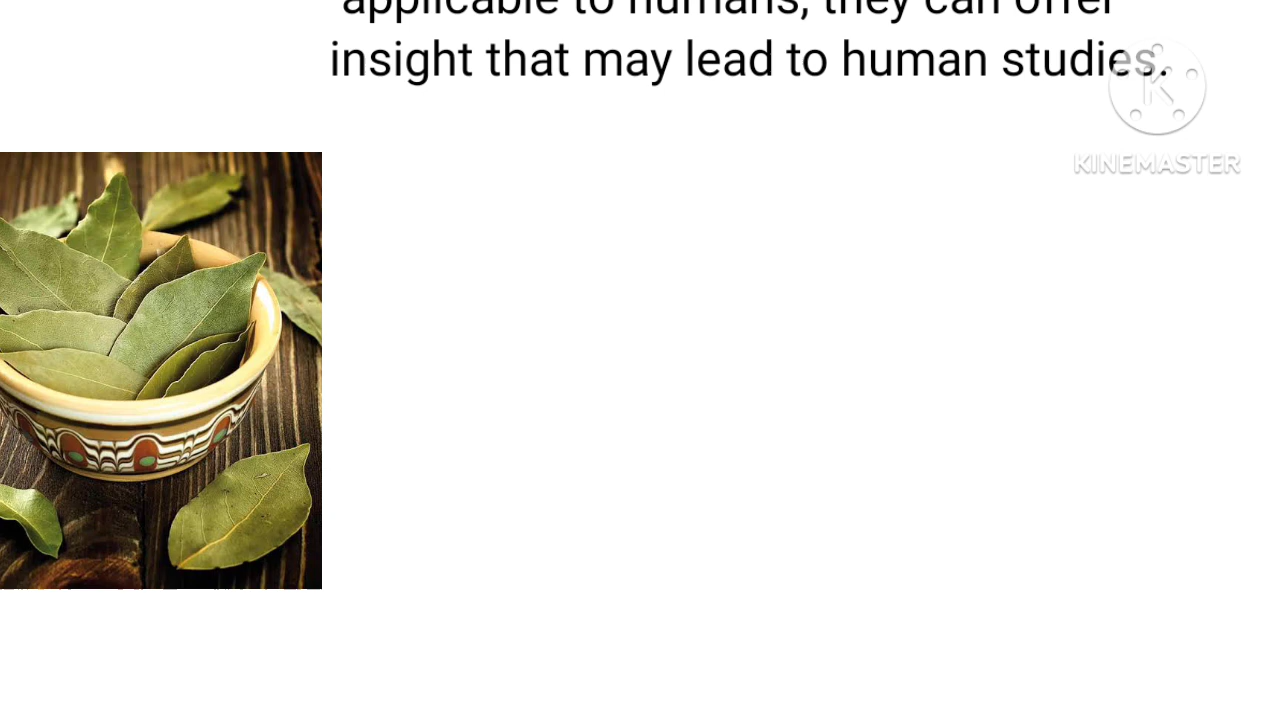 applicable to humans, they can offer
insight that may lead to human studies.
K
KINEMASTER